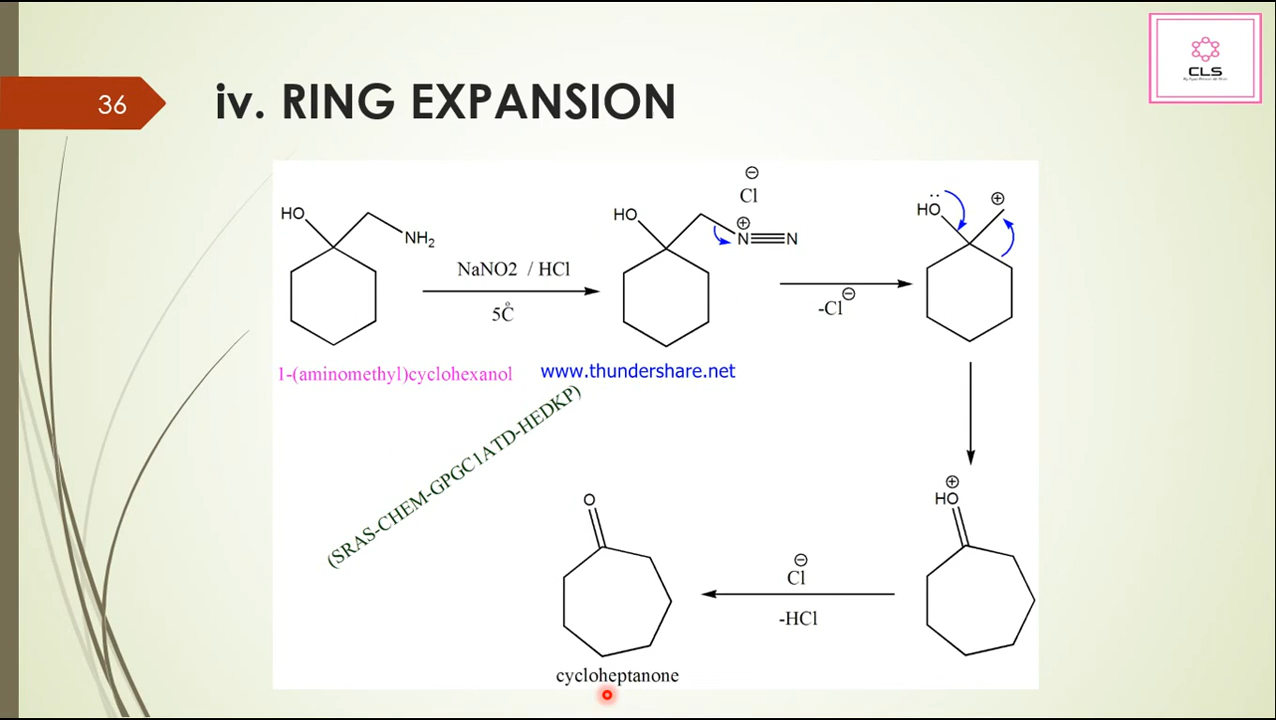 36
iv. RING EXPANSION
CLS
HO
NH2
NaNO2 / HCl
5C°
1-(aminomethyl)cyclohexanol
HO
⊖
Cl
⊕
N≡N
www.thundershare.net
-Cl⊖
⊕
HO
(SRAS-CHEM-GPGC1ATD-HEDKP)
⊕
HO
⊖
Cl
-HCl
O
cycloheptanone